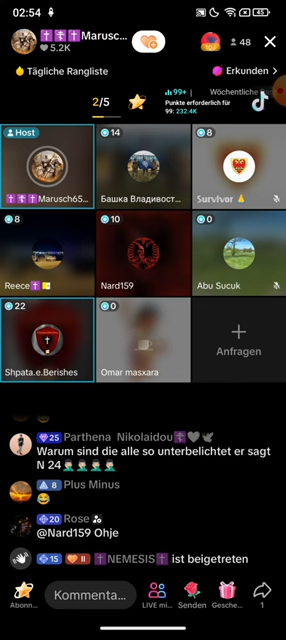 02:54
45
✝️☦️✝️Marusc...
5.2K
48
Tägliche Rangliste
Erkunden >
2/5
99+
Wöchentliche
Punkte erforderlich für
99: 232.4K
Host
14
8
✝️☦️✝️Marusch65...
Башка Владивост...
Survivor 🙏
8
10
0
Reece✝️
Nard159
Abu Sucuk
22
0
Shpata.e.Berishes
Omar masxara
Anfragen
25 Parthena Nikolaidou☦️🩶🕊️
Warum sind die alle so unterbelichtet er sagt
N 24🤦🏻‍♂️🤦🏻‍♂️🤦🏻‍♂️🤦🏻‍♂️
8 Plus Minus
😂
20 Rose
@Nard159 Ohje
15 II ✝️NEMESIS✝️ ist beigetreten
Kommenta...
Abonn...
LIVE mi...
Senden
Gesche...
1